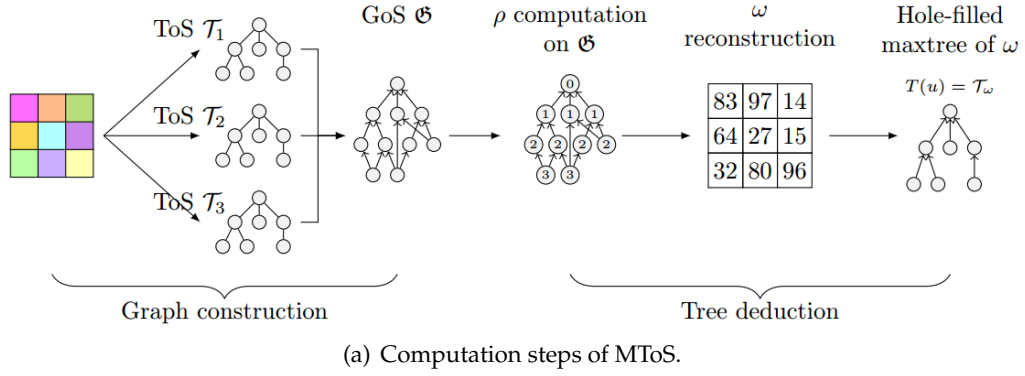 ToS 𝒯₁
ToS 𝒯₂
ToS 𝒯₃
GoS 𝔊
ρ computation
on 𝔊
0
1 1 1
2 2 2 2
3 3
ω
reconstruction
83 97 14
64 27 15
32 80 96
Hole-filled
maxtree of ω
T(u) = 𝒯_ω
Graph construction
Tree deduction
(a) Computation steps of MToS.